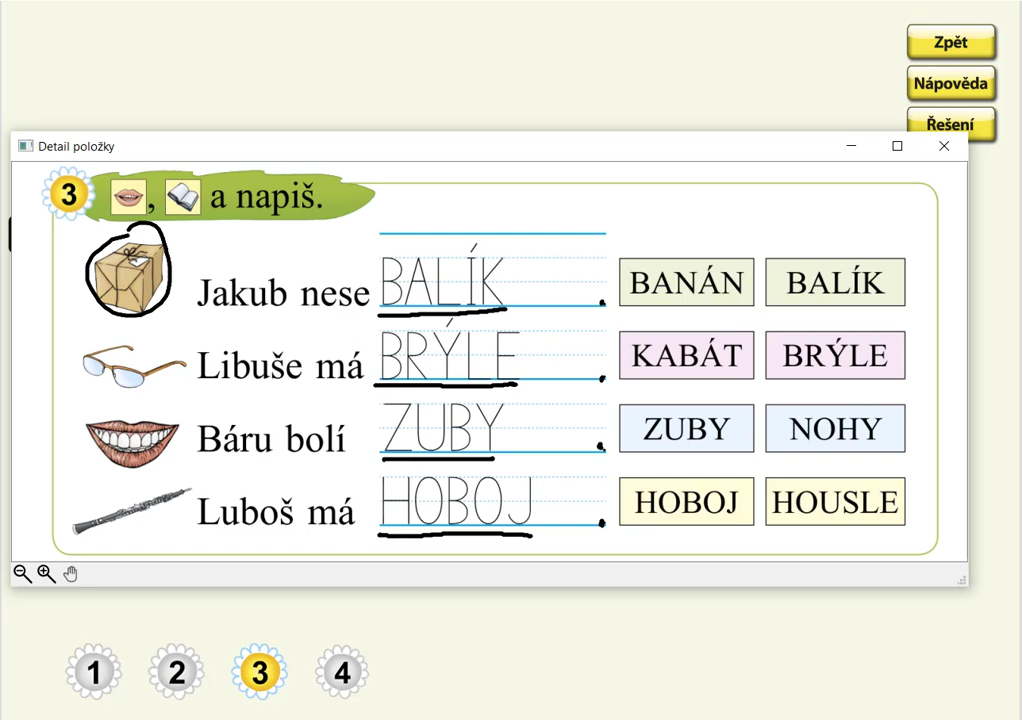 Zpět
Nápověda
Řešení
Detail položky
3 , a napiš.
Jakub nese BALÍK. BANÁN BALÍK
Libuše má BRÝLE. KABÁT BRÝLE
Báru bolí ZUBY. ZUBY NOHY
Luboš má HOBOJ. HOBOJ HOUSLE
1 2 3 4